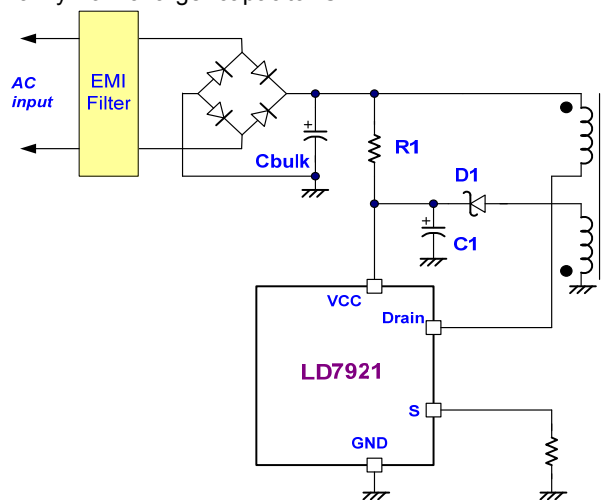 AC
input
EMI
Filter
+
Cbulk
R1
D1
+
C1
VCC
Drain
LD7921
S
GND